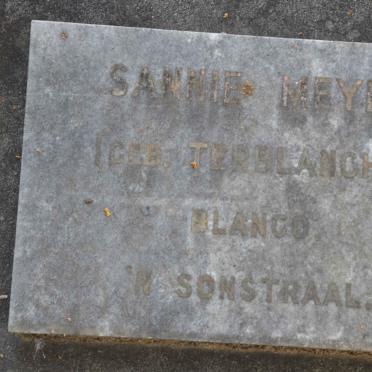 SANNIE MEYE
(GEB. TERBLANCH
BLANCO
'N SONSTRAAL.